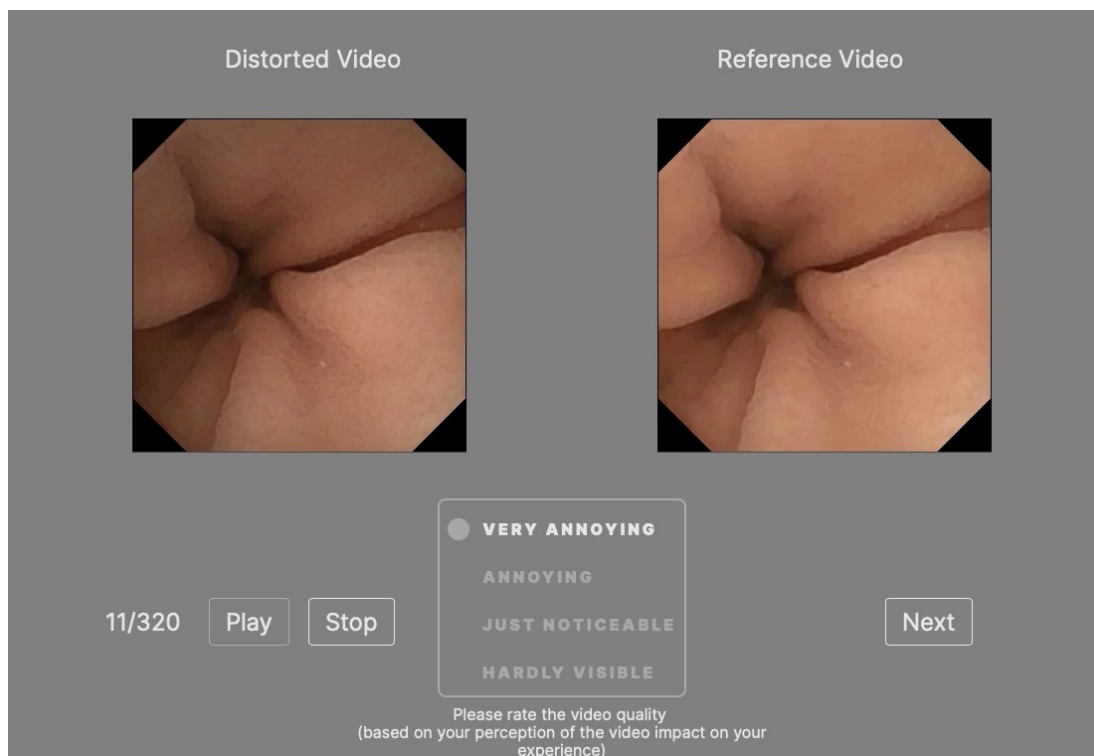 Distorted Video
Reference Video
VERY ANNOYING
ANNOYING
JUST NOTICEABLE
HARDLY VISIBLE
11/320
Play
Stop
Next
Please rate the video quality
(based on your perception of the video impact on your
experience)